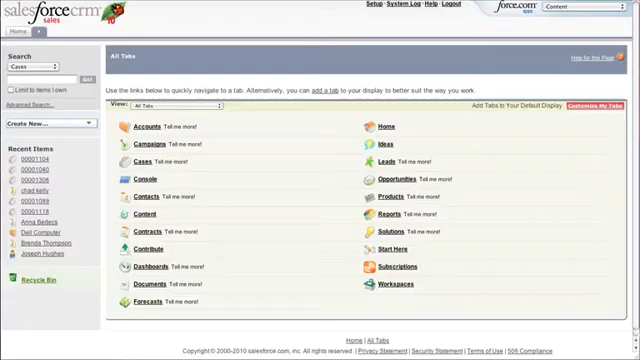 Setup · System Log · Help · Logout
salesforcecrm
sales
10
force.com
Content
Home
All Tabs
Help for this Page
Search
Cases
Go!
Limit to items I own
Advanced Search...
Create New...
Recent Items
00001104
00001040
00001306
chad kelly
00001099
00001116
Anna Bedecs
Dell Computer
Brenda Thompson
Joseph Hughes
Recycle Bin
Use the links below to quickly navigate to a tab. Alternatively, you can add a tab to your display to better suit the way you work.
View: All Tabs
Add Tabs to Your Default Display Customize My Tabs
Accounts Tell me more!
Campaigns Tell me more!
Cases Tell me more!
Console
Contacts Tell me more!
Content
Contracts Tell me more!
Contribute
Dashboards Tell me more!
Documents Tell me more!
Forecasts Tell me more!
Home
Ideas
Leads Tell me more!
Opportunities Tell me more!
Products Tell me more!
Reports Tell me more!
Solutions Tell me more!
Start Here
Subscriptions
Workspaces
Home | All Tabs
Copyright © 2000-2010 salesforce.com, inc. All rights reserved. | Privacy Statement | Security Statement | Terms of Use | 508 Compliance